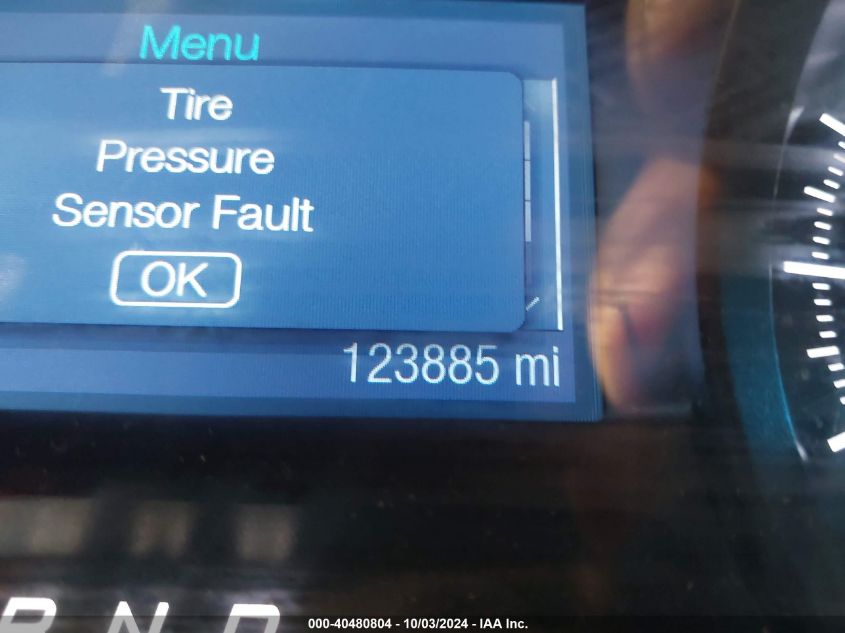 Menu
Tire
Pressure
Sensor Fault
OK
123885 mi
R N D
000-40480804 - 10/03/2024 - IAA Inc.